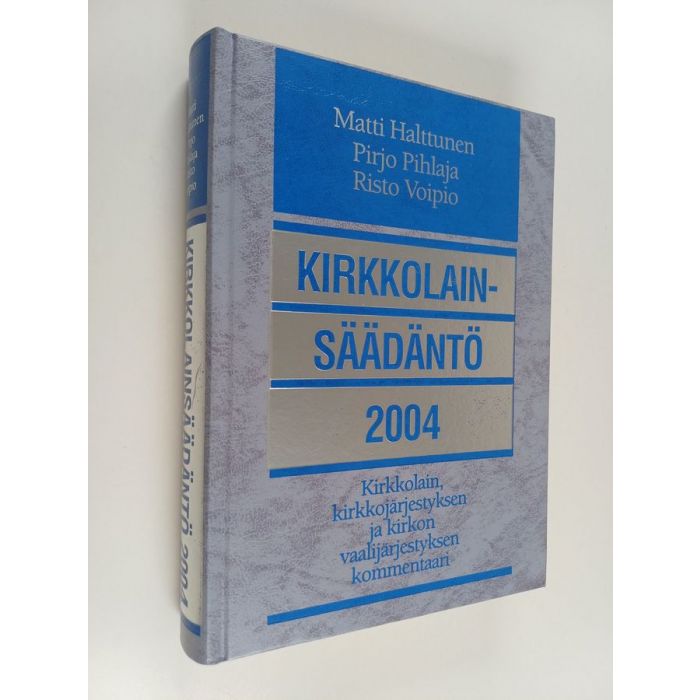 Matti Halttunen
Pirjo Pihlaja
Risto Voipio
KIRKKOLAIN-
SÄÄDÄNTÖ
2004
Kirkkolain,
kirkkojärjestyksen
ja kirkon
vaalijärjestyksen
kommentaari
KIRKKOLAINSÄÄDÄNTÖ 2004